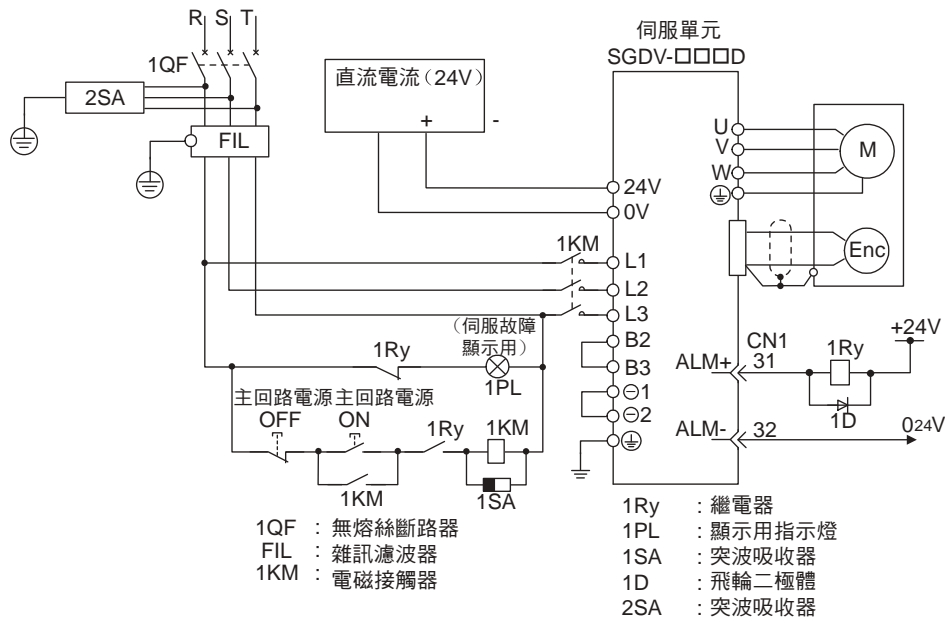 R S T
1QF
2SA
FIL
直流電流（24V）
+ -
伺服單元
SGDV-□□□D
U
V
W
M
24V
0V
Enc
1KM
L1
L2
L3
（伺服故障
顯示用）
B2
B3
⊖1
⊖2
1Ry
1PL
CN1
ALM+ 31
1Ry
+24V
1D
ALM- 32
024V
主回路電源 主回路電源
OFF ON
1Ry 1KM
1KM
1SA
1QF : 無熔絲斷路器
FIL : 雜訊濾波器
1KM : 電磁接觸器
1Ry : 繼電器
1PL : 顯示用指示燈
1SA : 突波吸收器
1D : 飛輪二極體
2SA : 突波吸收器